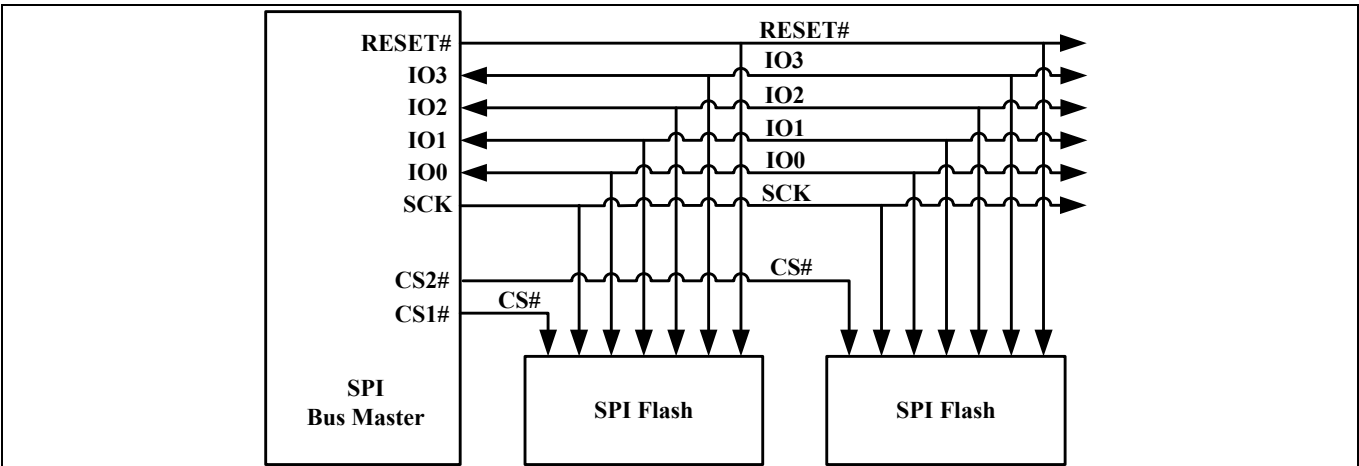 RESET#
RESET#
IO3
IO3
IO2
IO2
IO1
IO1
IO0
IO0
SCK
SCK
CS2#
CS#
CS1#
CS#
SPI
Bus Master
SPI Flash
SPI Flash